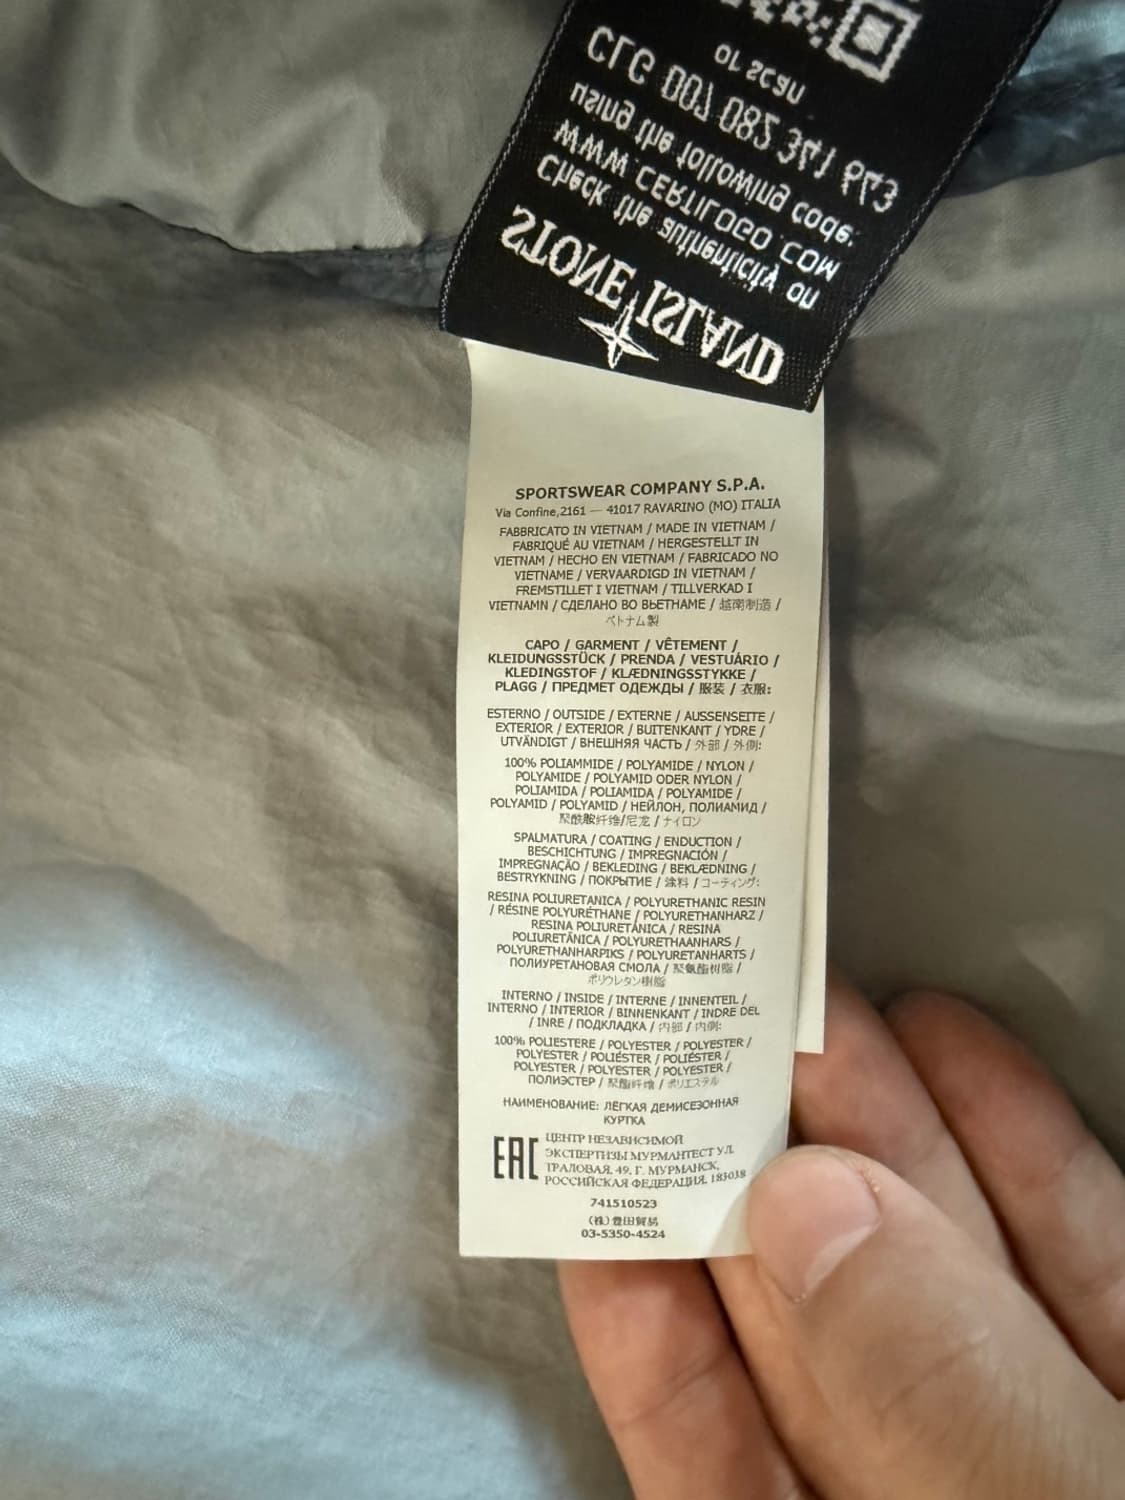 or scan
CLG 007 082 341 643
using the following code:
WWW.CERTILOGO.COM
Check the authenticity on
STONE ISLAND
SPORTSWEAR COMPANY S.P.A.
Via Confine,2161 — 41017 RAVARINO (MO) ITALIA
FABBRICATO IN VIETNAM / MADE IN VIETNAM /
FABRIQUÉ AU VIETNAM / HERGESTELLT IN
VIETNAM / HECHO EN VIETNAM / FABRICADO NO
VIETNAME / VERVAARDIGD IN VIETNAM /
FREMSTILLET I VIETNAM / TILLVERKAD I
VIETNAMN / СДЕЛАНО ВО ВЬЕТНАМЕ / 越南制造 /
ベトナム製
CAPO / GARMENT / VÊTEMENT /
KLEIDUNGSSTÜCK / PRENDA / VESTUÁRIO /
KLEDINGSTOF / KLÆDNINGSSTYKKE /
PLAGG / ПРЕДМЕТ ОДЕЖДЫ / 服装 / 衣服:
ESTERNO / OUTSIDE / EXTERNE / AUSSENSEITE /
EXTERIOR / EXTERIOR / BUITENKANT / YDRE /
UTVÄNDIGT / ВНЕШНЯЯ ЧАСТЬ / 外部 / 外側:
100% POLIAMMIDE / POLYAMIDE / NYLON /
POLYAMIDE / POLYAMID ODER NYLON /
POLIAMIDA / POLIAMIDA / POLYAMIDE /
POLYAMID / POLYAMID / НЕЙЛОН, ПОЛИАМИД /
聚酰胺纤维/尼龙 / ナイロン
SPALMATURA / COATING / ENDUCTION /
BESCHICHTUNG / IMPREGNACIÓN /
IMPREGNAÇÃO / BEKLEDING / BEKLÆDNING /
BESTRYKNING / ПОКРЫТИЕ / 涂料 / コーティング:
RESINA POLIURETANICA / POLYURETHANIC RESIN
/ RÉSINE POLYURÉTHANE / POLYURETHANHARZ /
RESINA POLIURETÁNICA / RESINA
POLIURETÂNICA / POLYURETHAANHARS /
POLYURETHANHARPIKS / POLYURETANHARTS /
ПОЛИУРЕТАНОВАЯ СМОЛА / 聚氨酯树脂 /
ポリウレタン樹脂
INTERNO / INSIDE / INTERNE / INNENTEIL /
INTERNO / INTERIOR / BINNENKANT / INDRE DEL
/ INRE / ПОДКЛАДКА / 内部 / 内側:
100% POLIESTERE / POLYESTER / POLYESTER /
POLYESTER / POLIÉSTER / POLIÉSTER /
POLYESTER / POLYESTER / POLYESTER /
ПОЛИЭСТЕР / 聚酯纤维 / ポリエステル
НАИМЕНОВАНИЕ: ЛЁГКАЯ ДЕМИСЕЗОННАЯ
КУРТКА
EAC
ЦЕНТР НЕЗАВИСИМОЙ
ЭКСПЕРТИЗЫ МУРМАНТЕСТ УЛ.
ТРАЛОВАЯ, 49, Г. МУРМАНСК,
РОССИЙСКАЯ ФЕДЕРАЦИЯ, 183038
741510523
(株) 豊田貿易
03-5350-4524